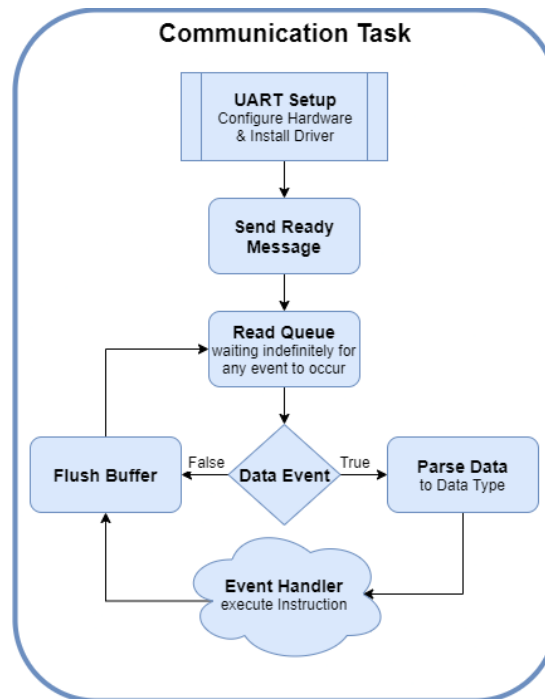 Communication Task
UART Setup
Configure Hardware
& Install Driver
Send Ready
Message
Read Queue
waiting indefinitely for
any event to occur
Flush Buffer
False
Data Event
True
Parse Data
to Data Type
Event Handler
execute Instruction